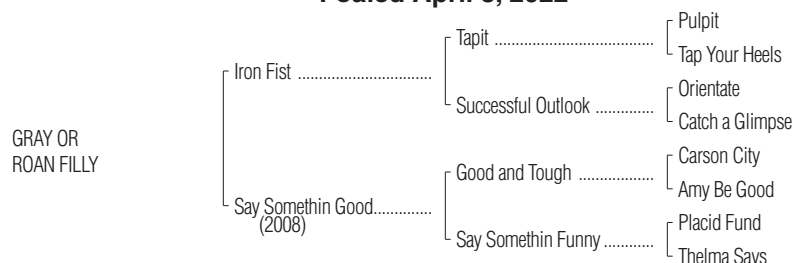 Foaled April 3, 2022
Pulpit
Tapit
Tap Your Heels
Iron Fist
Orientate
Successful Outlook
Catch a Glimpse
GRAY OR
ROAN FILLY
Carson City
Good and Tough
Amy Be Good
Say Somethin Good
(2008)
Placid Fund
Say Somethin Funny
Thelma Says